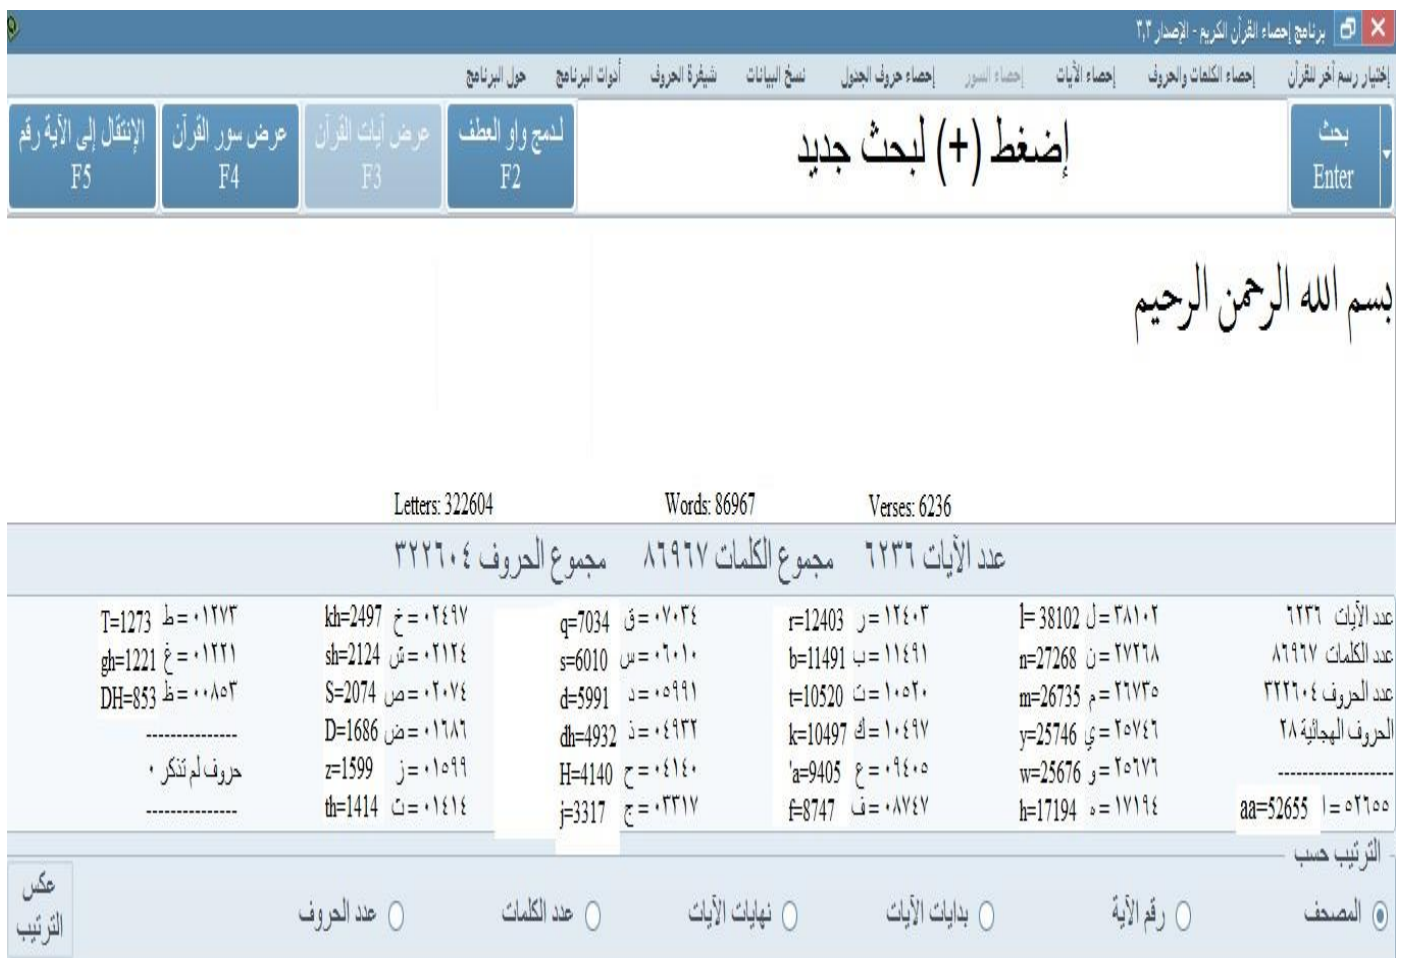 برنامج إحصاء القرآن الكريم - الإصدار ٣,٣
إختيار رسم آخر للقرآن إحصاء الكلمات والحروف إحصاء الآيات إحصاء السور إحصاء حروف الجدول نسخ البيانات شيفرة الحروف أدوات البرنامج حول البرنامج
بحث Enter
إضغط (+) لبحث جديد
لدمج واو العطف F2
عرض آيات القرآن F3
عرض سور القرآن F4
الإنتقال إلى الآية رقم F5
بسم الله الرحمن الرحيم
Letters: 322604 Words: 86967 Verses: 6236
عدد الآيات ٦٢٣٦ مجموع الكلمات ٨٦٩٦٧ مجموع الحروف ٣٢٢٦٠٤
عدد الآيات ٦٢٣٦
عدد الكلمات ٨٦٩٦٧
عدد الحروف ٣٢٢٦٠٤
الحروف الهجائية ٢٨
-------------------
ا = ٥٢٦٥٥ aa=52655
ل = ٣٨١٠٢ l= 38102
ن = ٢٧٢٦٨ n=27268
م = ٢٦٧٣٥ m=26735
ي = ٢٥٧٤٦ y=25746
و = ٢٥٦٧٦ w=25676
ه = ١٧١٩٤ h=17194
ر = ١٢٤٠٣ r=12403
ب = ١١٤٩١ b=11491
ت = ١٠٥٢٠ t=10520
ك = ١٠٤٩٧ k=10497
ع = ٠٩٤٠٥ 'a=9405
ف = ٠٨٧٤٧ f=8747
ق = ٠٧٠٣٤ q=7034
س = ٠٦٠١٠ s=6010
د = ٠٥٩٩١ d=5991
ذ = ٠٤٩٣٢ dh=4932
ح = ٠٤١٤٠ H=4140
ج = ٠٣٣١٧ j=3317
خ = ٠٢٤٩٧ kh=2497
ش = ٠٢١٢٤ sh=2124
ص = ٠٢٠٧٤ S=2074
ض = ٠١٦٨٦ D=1686
ز = ٠١٥٩٩ z=1599
ث = ٠١٤١٤ th=1414
ط = ٠١٢٧٣ T=1273
غ = ٠١٢٢١ gh=1221
ظ = ٠٠٨٥٣ DH=853
---------------
حروف لم تذكر ٠
---------------
الترتيب حسب
المصحف رقم الآية بدايات الآيات نهايات الآيات عدد الكلمات عدد الحروف
عكس الترتيب